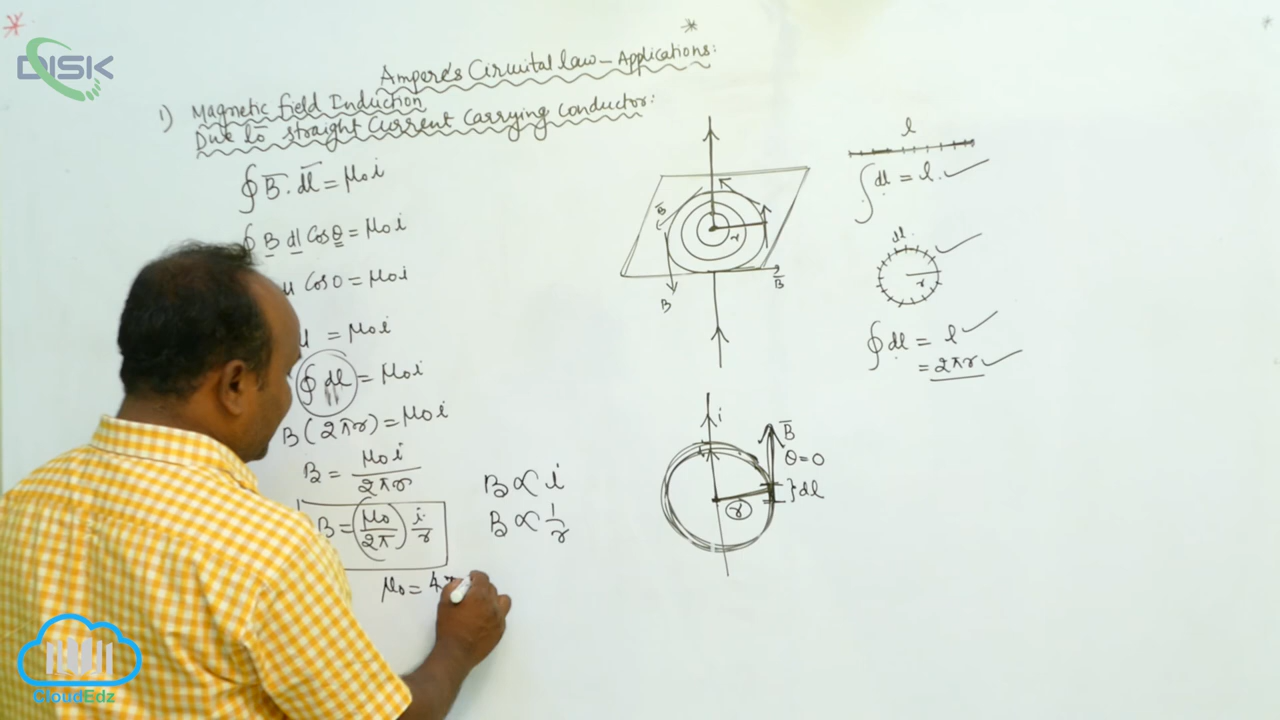 DISK
Ampere's Circuital law - Applications:
1) Magnetic field Induction
Due to straight Current Carrying Conductor:
∮ B̅ . dl̅ = μ₀i
∮ B dl Cosθ = μ₀i
Cos0 = μ₀i
= μ₀i
∮ dl = μ₀i
B(2πr) = μ₀i
B = μ₀i / 2πr
B = (μ₀ / 2π) i / r
μ₀ = 4π
B ∝ i
B ∝ 1/r
B̅
r
B
B̅
i
B̅
θ=0
}dl
r
l
∫ dl = l.
dl
r
∮ dl = l
= 2πr
CloudEdz